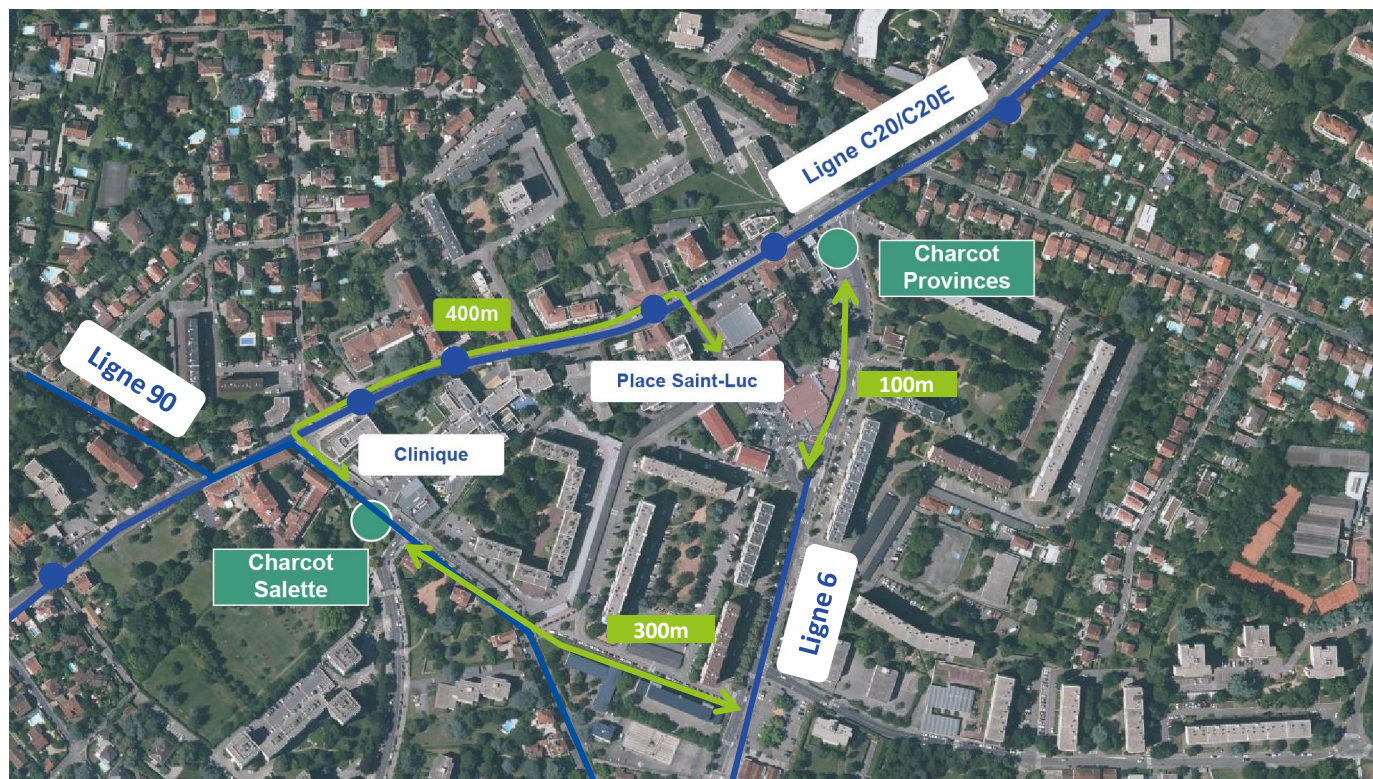 Ligne C20/C20E
Charcot
Provinces
400m
Ligne 90
Place Saint-Luc
100m
Clinique
Charcot
Salette
Ligne 6
300m